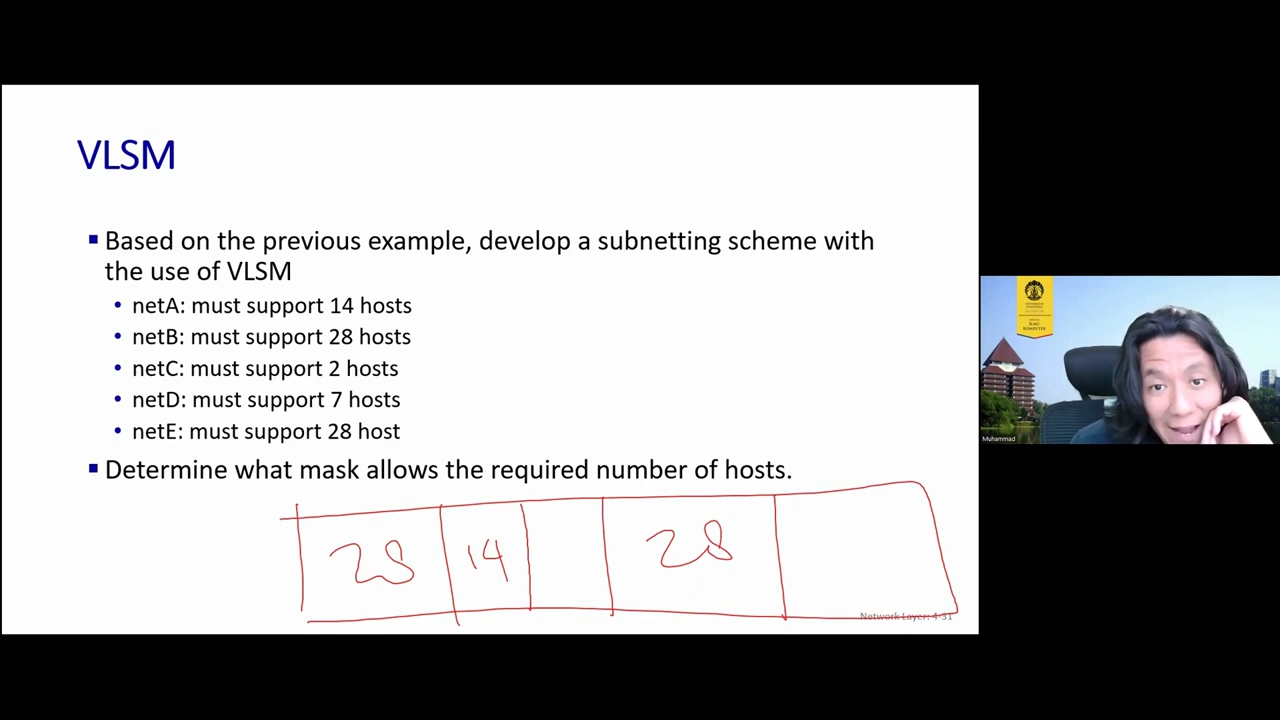 VLSM
▪ Based on the previous example, develop a subnetting scheme with
the use of VLSM
• netA: must support 14 hosts
• netB: must support 28 hosts
• netC: must support 2 hosts
• netD: must support 7 hosts
• netE: must support 28 host
▪ Determine what mask allows the required number of hosts.
28 14 28
Network Layer: 4-31
ILMU
KOMPUTER
Muhammad